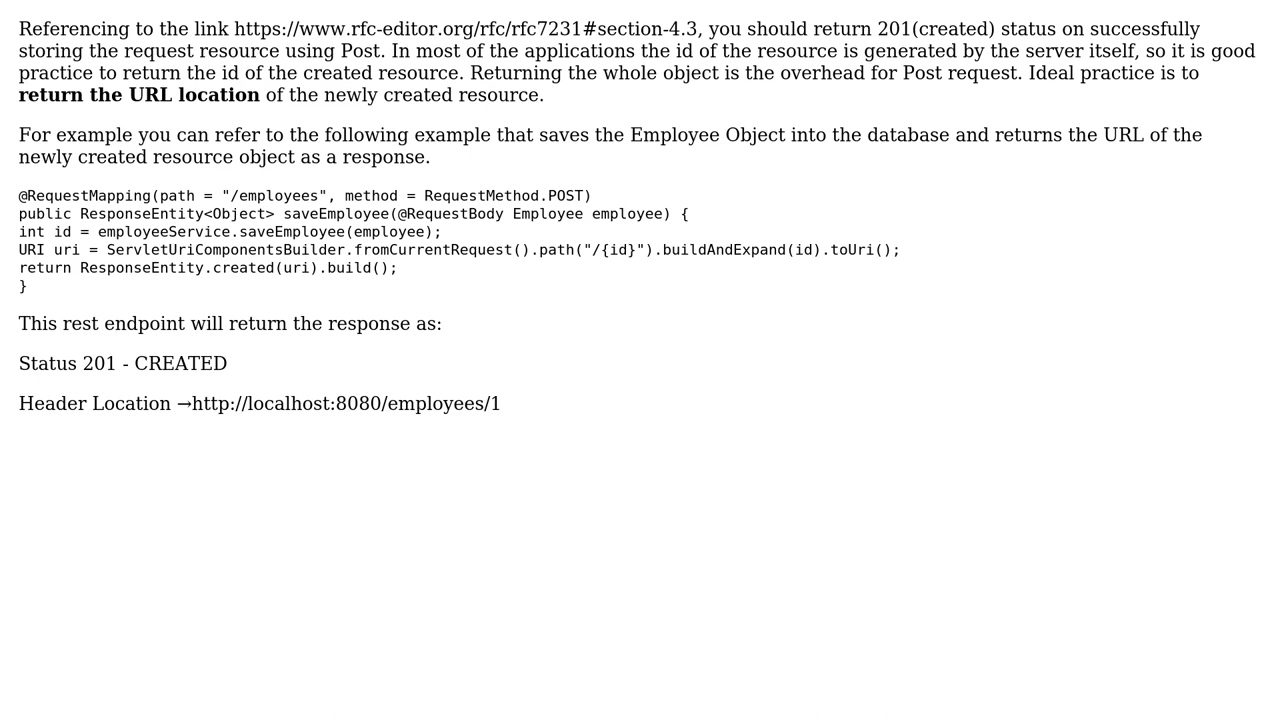 Referencing to the link https://www.rfc-editor.org/rfc/rfc7231#section-4.3, you should return 201(created) status on successfully
storing the request resource using Post. In most of the applications the id of the resource is generated by the server itself, so it is good
practice to return the id of the created resource. Returning the whole object is the overhead for Post request. Ideal practice is to
return the URL location of the newly created resource.
For example you can refer to the following example that saves the Employee Object into the database and returns the URL of the
newly created resource object as a response.
@RequestMapping(path = "/employees", method = RequestMethod.POST)
public ResponseEntity<Object> saveEmployee(@RequestBody Employee employee) {
int id = employeeService.saveEmployee(employee);
URI uri = ServletUriComponentsBuilder.fromCurrentRequest().path("/{id}").buildAndExpand(id).toUri();
return ResponseEntity.created(uri).build();
}
This rest endpoint will return the response as:
Status 201 - CREATED
Header Location →http://localhost:8080/employees/1